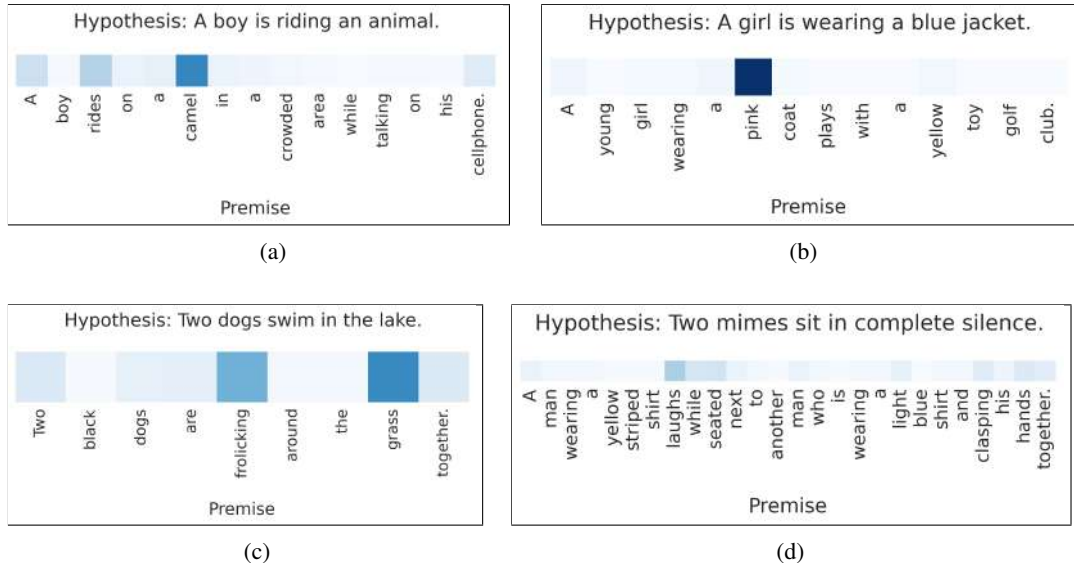 Hypothesis: A boy is riding an animal.
A boy rides on a camel in a crowded area while talking on his cellphone.
Premise
(a)
Hypothesis: A girl is wearing a blue jacket.
A young girl wearing a pink coat plays with a yellow toy golf club.
Premise
(b)
Hypothesis: Two dogs swim in the lake.
Two black dogs are frolicking around the grass together.
Premise
(c)
Hypothesis: Two mimes sit in complete silence.
A man wearing a yellow striped shirt laughs while seated next to another man who is wearing a light blue shirt and clasping his hands together.
Premise
(d)